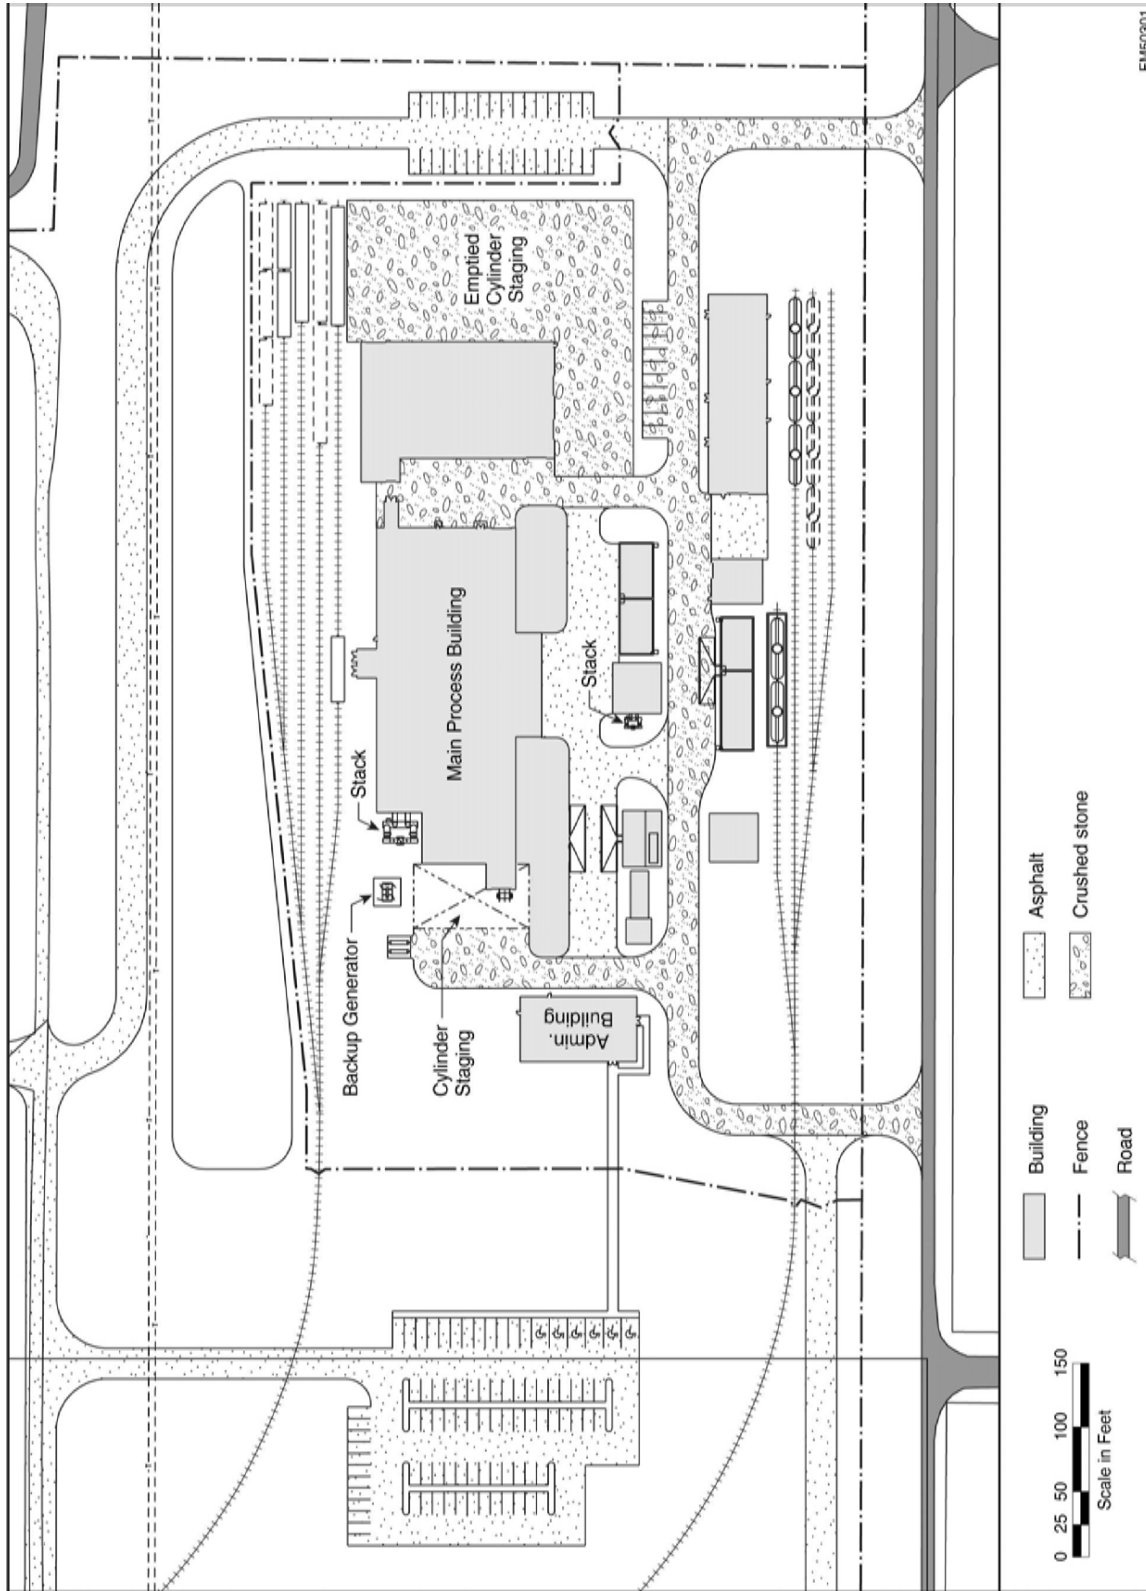 Emptied
Cylinder
Staging
Main Process Building
Stack
Stack
Backup Generator
Cylinder
Staging
Admin.
Building
Building
Fence
Road
Asphalt
Crushed stone
0 25 50 100 150
Scale in Feet